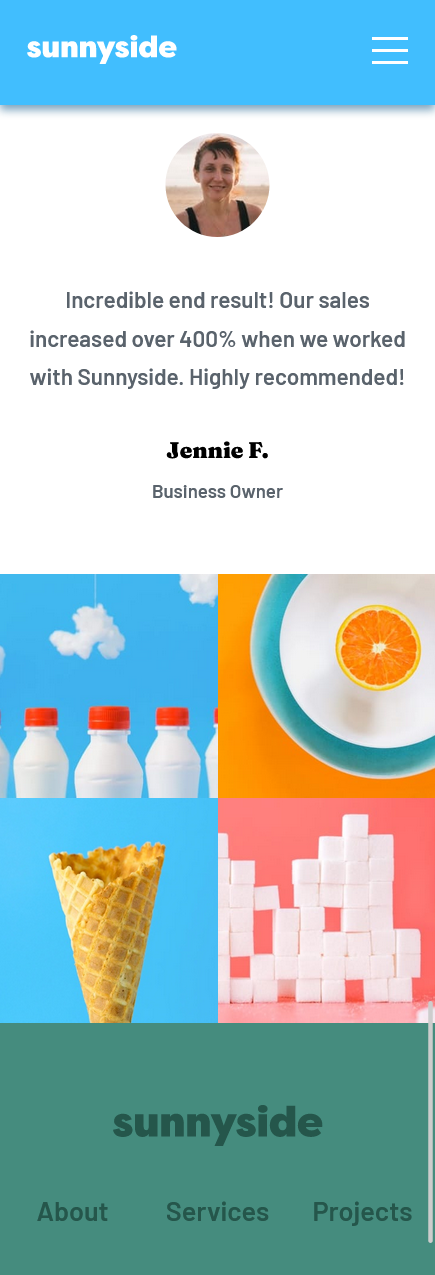 sunnyside
Incredible end result! Our sales
increased over 400% when we worked
with Sunnyside. Highly recommended!
Jennie F.
Business Owner
sunnyside
About Services Projects